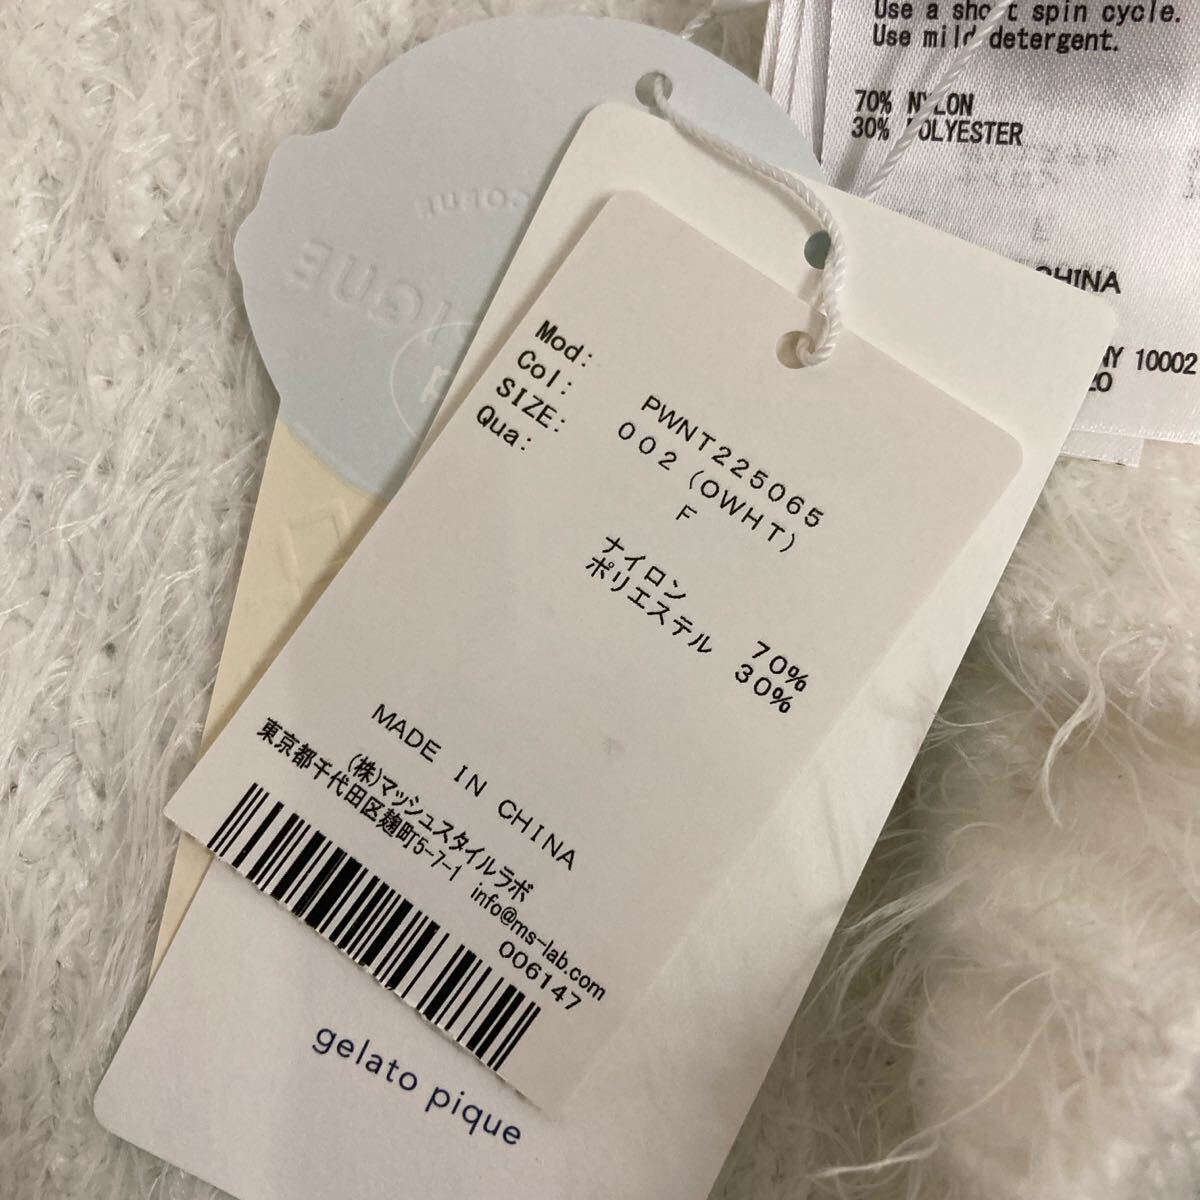 Use a short spin cycle.
Use mild detergent.
70% NYLON
30% POLYESTER
CHINA
NY 10002
Mod: PWNT225065
Col: 002(OWHT)
SIZE: F
Qua:
ナイロン 70%
ポリエステル 30%
MADE IN CHINA
(株)マッシュスタイルラボ
東京都千代田区麹町5-7-1
info@ms-lab.com
006147
gelato pique